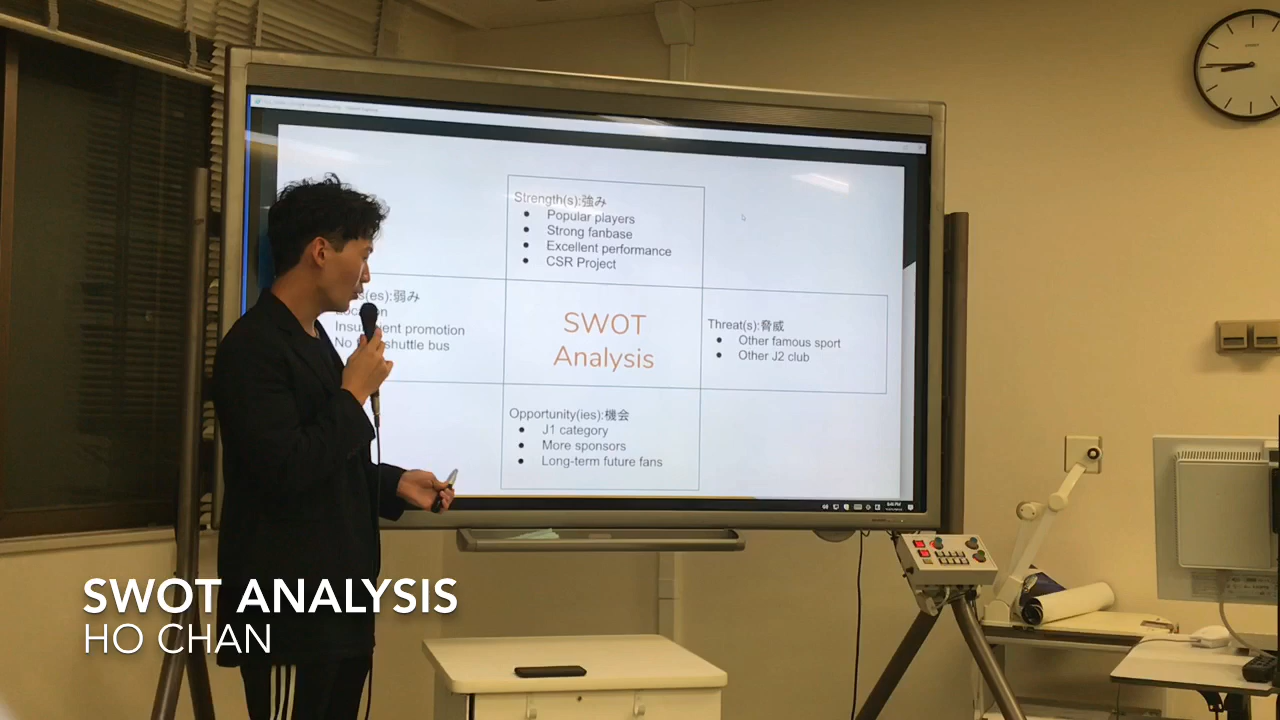 Strength(s):強み
Popular players
Strong fanbase
Excellent performance
CSR Project
(es):弱み
promotion
No shuttle bus
SWOT
Analysis
Threat(s):脅威
Other famous sport
Other J2 club
Opportunity(ies):機会
J1 category
More sponsors
Long-term future fans
SWOT ANALYSIS
HO CHAN